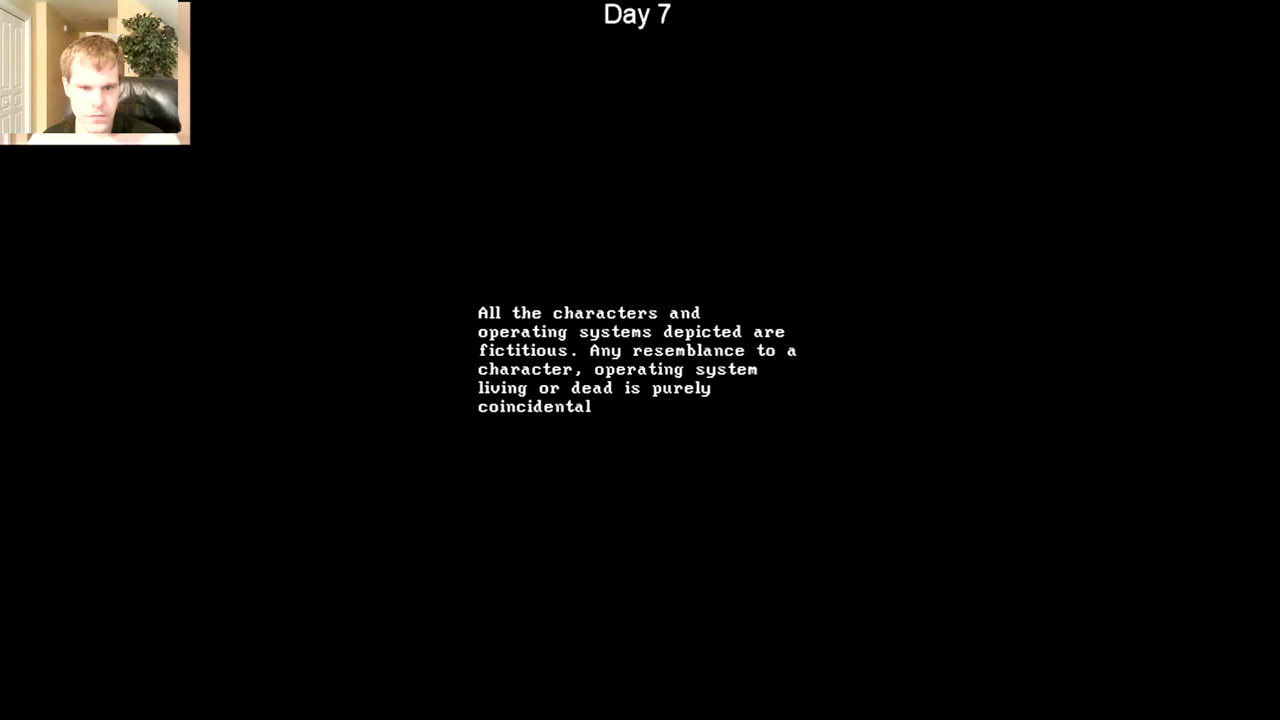 Day 7
All the characters and
operating systems depicted are
fictitious. Any resemblance to a
character, operating system
living or dead is purely
coincidental